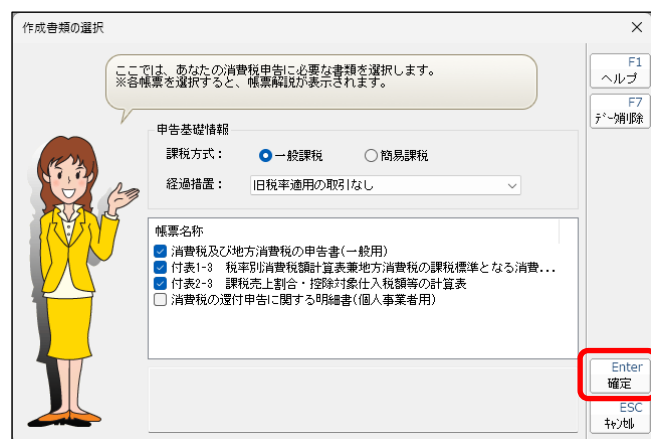 作成書類の選択
ここでは、あなたの消費税申告に必要な書類を選択します。
※各帳票を選択すると、帳票解説が表示されます。
申告基礎情報
課税方式:
一般課税
簡易課税
経過措置:
旧税率適用の取引なし
帳票名称
消費税及び地方消費税の申告書(一般用)
付表1-3 税率別消費税額計算表兼地方消費税の課税標準となる消費...
付表2-3 課税売上割合・控除対象仕入税額等の計算表
消費税の還付申告に関する明細書(個人事業者用)
F1
ヘルプ
F7
データ削除
Enter
確定
ESC
キャンセル